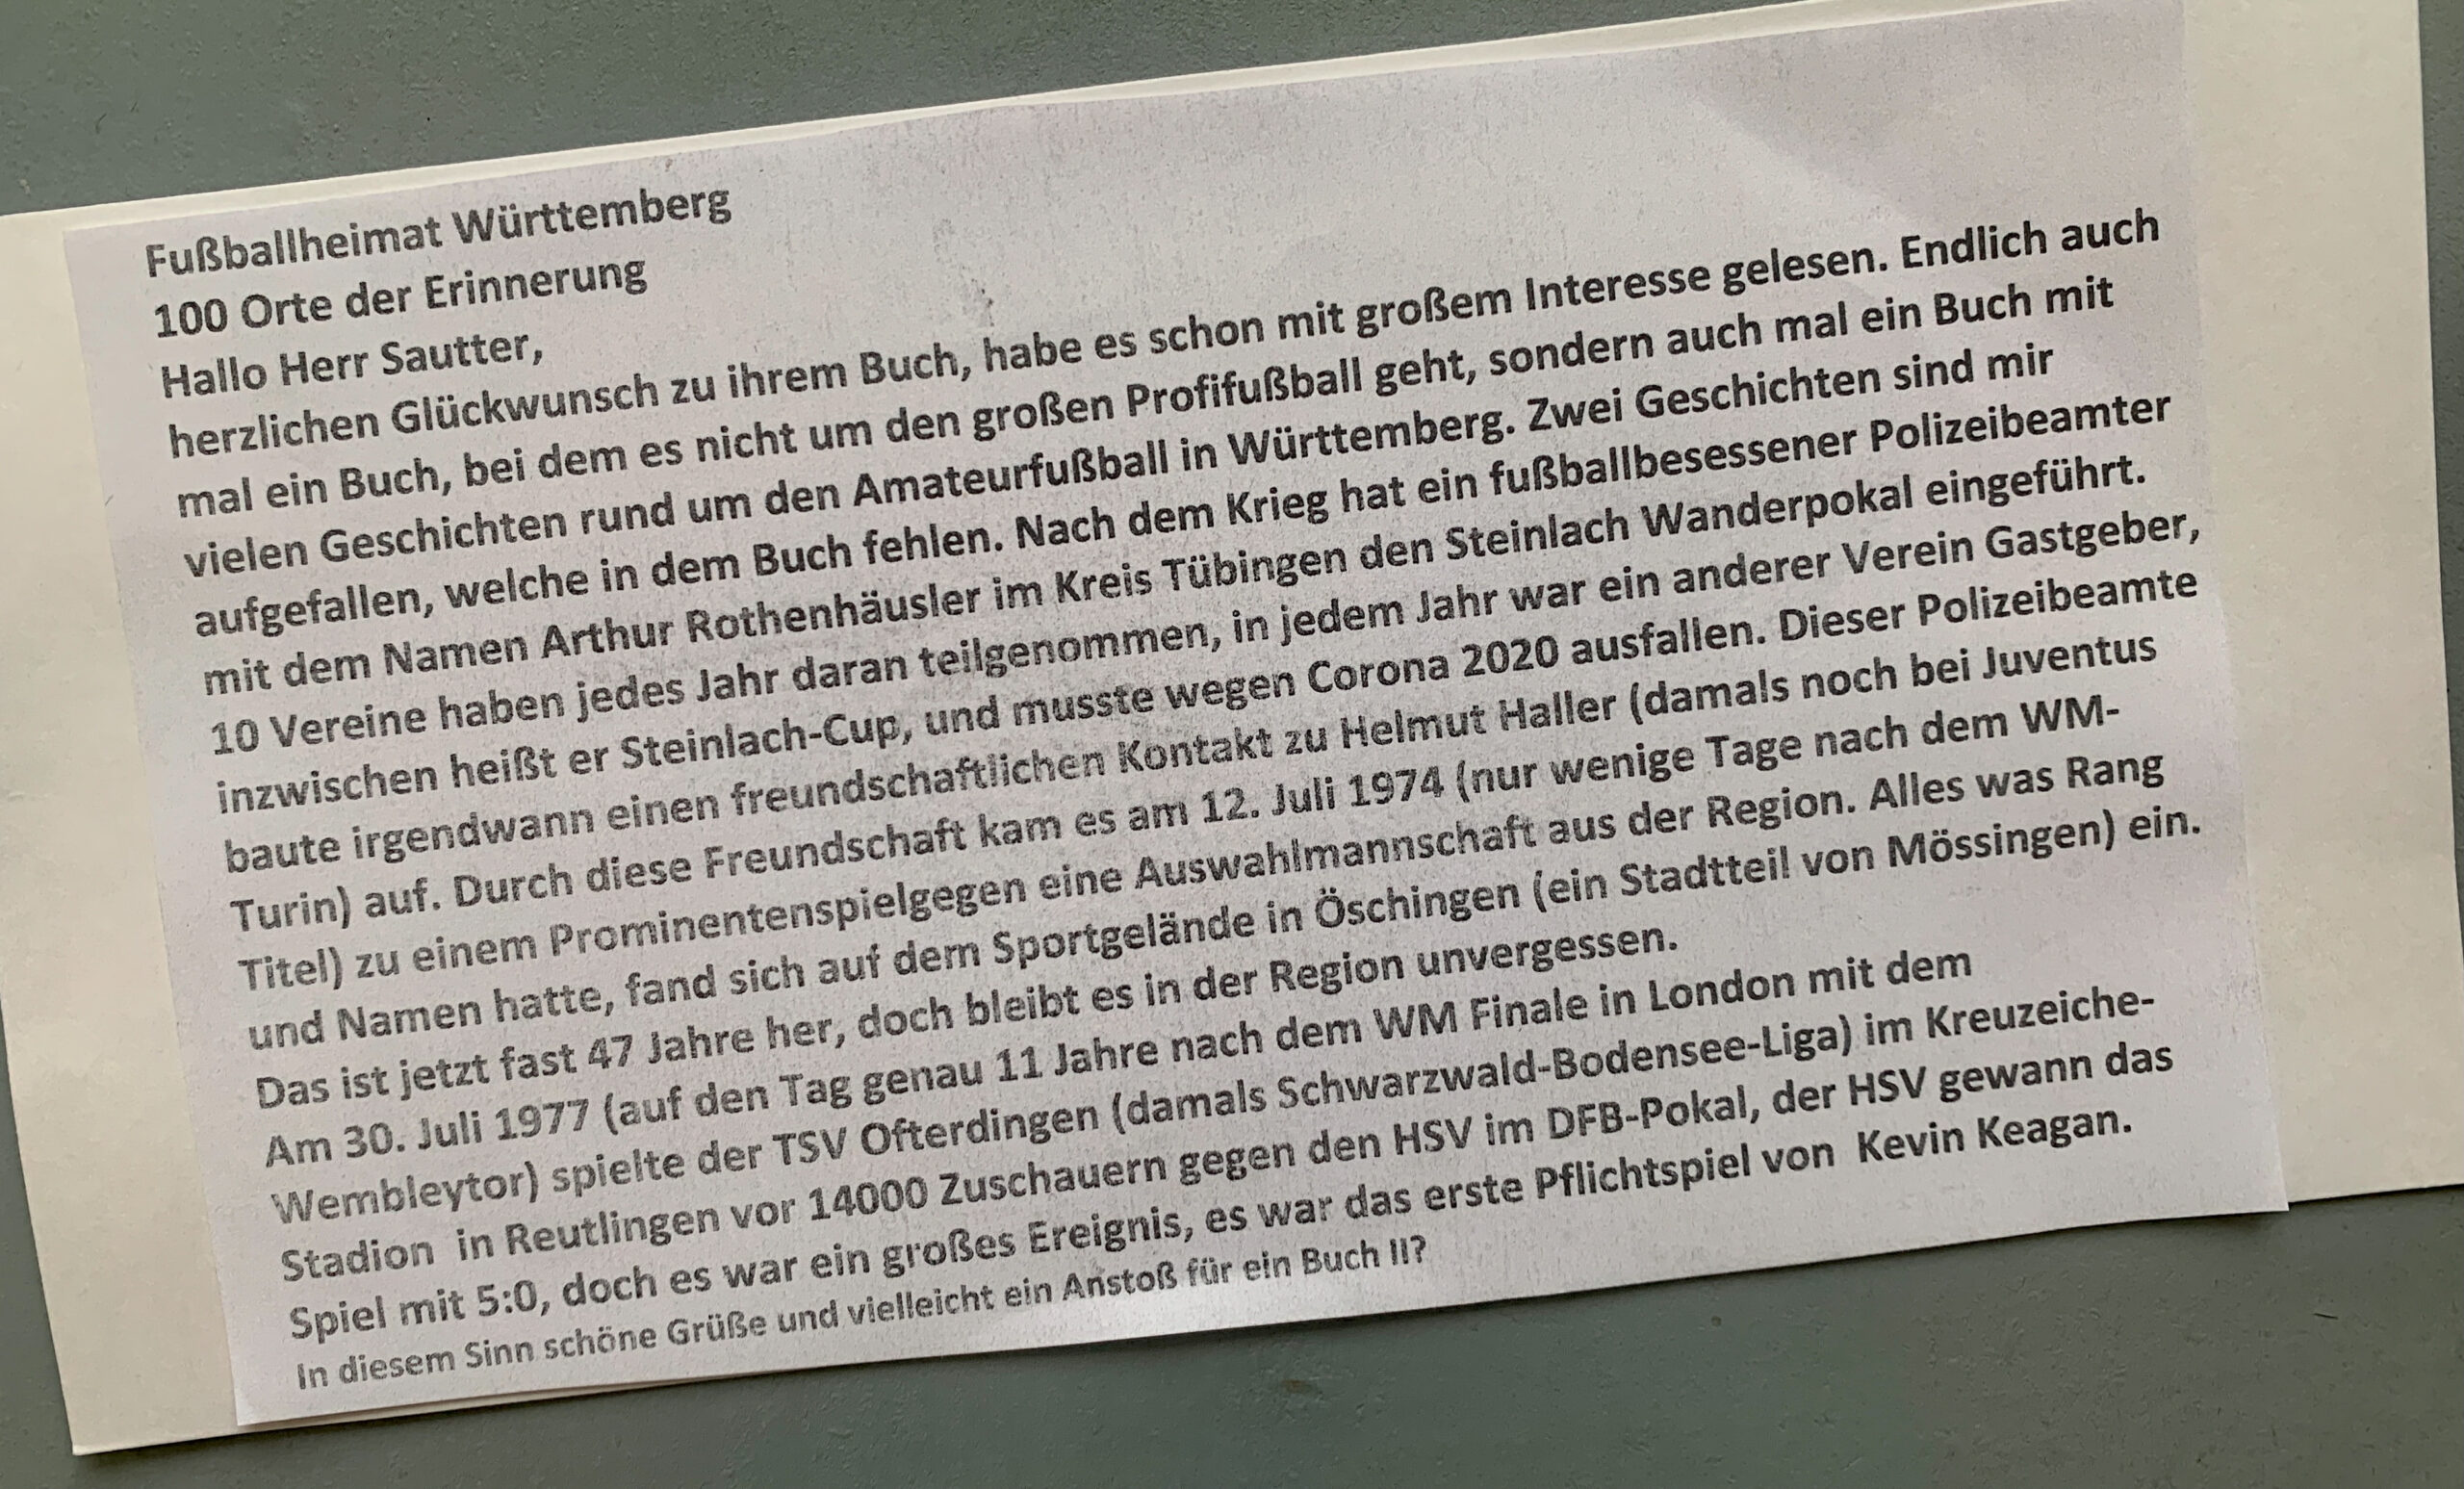 Fußballheimat Württemberg
100 Orte der Erinnerung
Hallo Herr Sautter,
herzlichen Glückwunsch zu ihrem Buch, habe es schon mit großem Interesse gelesen. Endlich auch
mal ein Buch, bei dem es nicht um den großen Profifußball geht, sondern auch mal ein Buch mit
vielen Geschichten rund um den Amateurfußball in Württemberg. Zwei Geschichten sind mir
aufgefallen, welche in dem Buch fehlen. Nach dem Krieg hat ein fußballbesessener Polizeibeamter
mit dem Namen Arthur Rothenhäusler im Kreis Tübingen den Steinlach Wanderpokal eingeführt.
10 Vereine haben jedes Jahr daran teilgenommen, in jedem Jahr war ein anderer Verein Gastgeber,
inzwischen heißt er Steinlach-Cup, und musste wegen Corona 2020 ausfallen. Dieser Polizeibeamte
baute irgendwann einen freundschaftlichen Kontakt zu Helmut Haller (damals noch bei Juventus
Turin) auf. Durch diese Freundschaft kam es am 12. Juli 1974 (nur wenige Tage nach dem WM-
Titel) zu einem Prominentenspielgegen eine Auswahlmannschaft aus der Region. Alles was Rang
und Namen hatte, fand sich auf dem Sportgelände in Öschingen (ein Stadtteil von Mössingen) ein.
Das ist jetzt fast 47 Jahre her, doch bleibt es in der Region unvergessen.
Am 30. Juli 1977 (auf den Tag genau 11 Jahre nach dem WM Finale in London mit dem
Wembleytor) spielte der TSV Ofterdingen (damals Schwarzwald-Bodensee-Liga) im Kreuzeiche-
Stadion in Reutlingen vor 14000 Zuschauern gegen den HSV im DFB-Pokal, der HSV gewann das
Spiel mit 5:0, doch es war ein großes Ereignis, es war das erste Pflichtspiel von Kevin Keagan.
In diesem Sinn schöne Grüße und vielleicht ein Anstoß für ein Buch II?